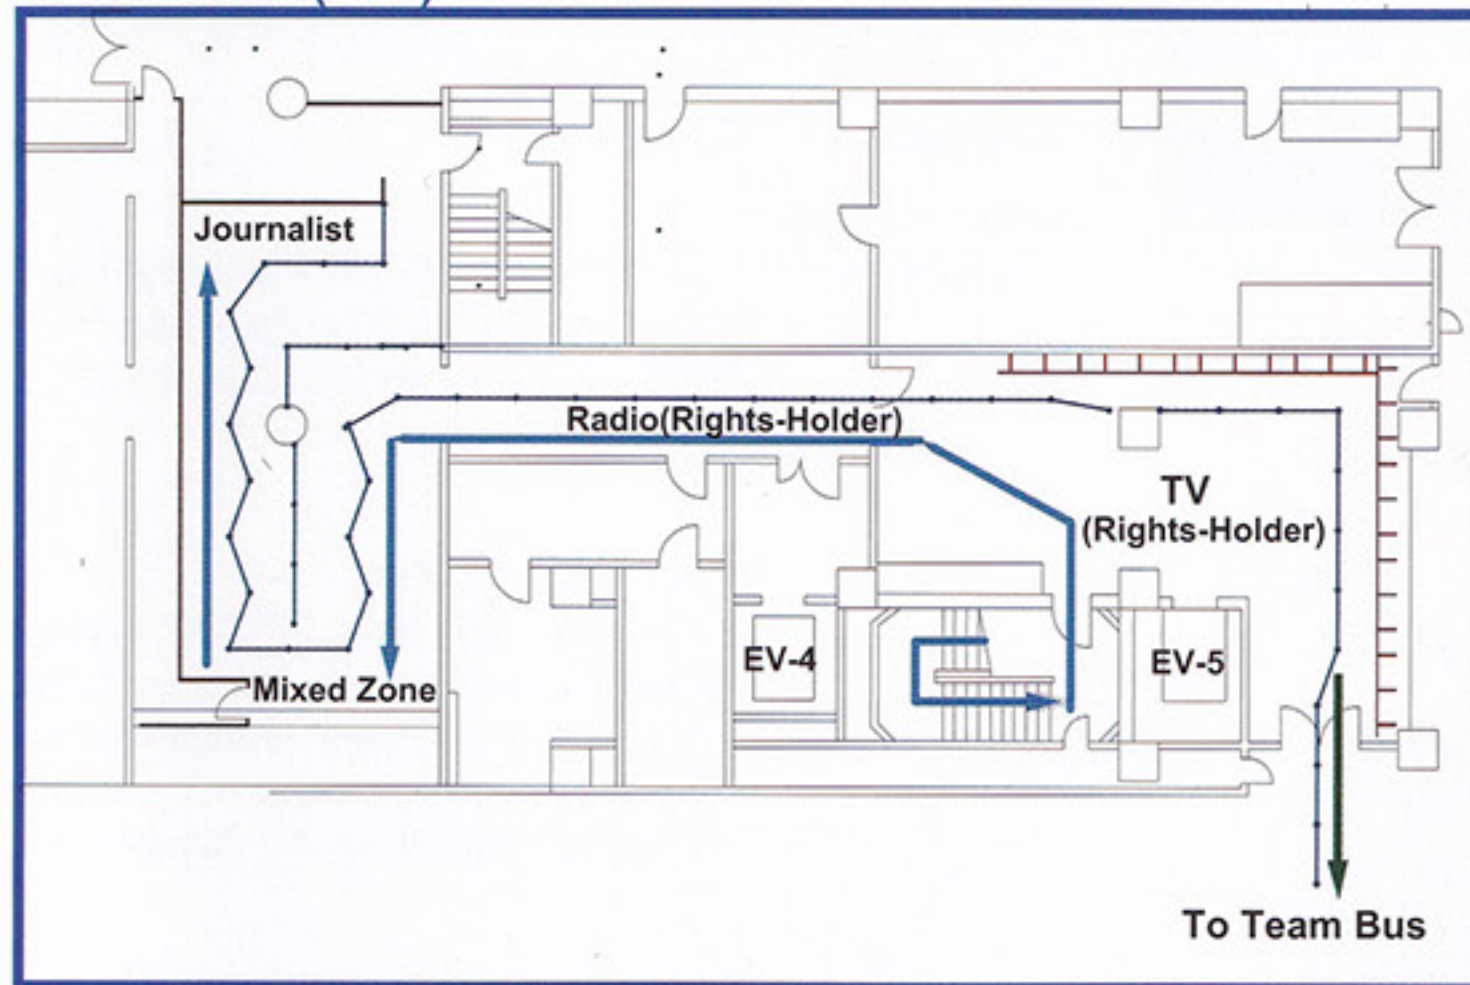 Journalist
Radio(Rights-Holder)
TV
(Rights-Holder)
EV-4
EV-5
Mixed Zone
To Team Bus